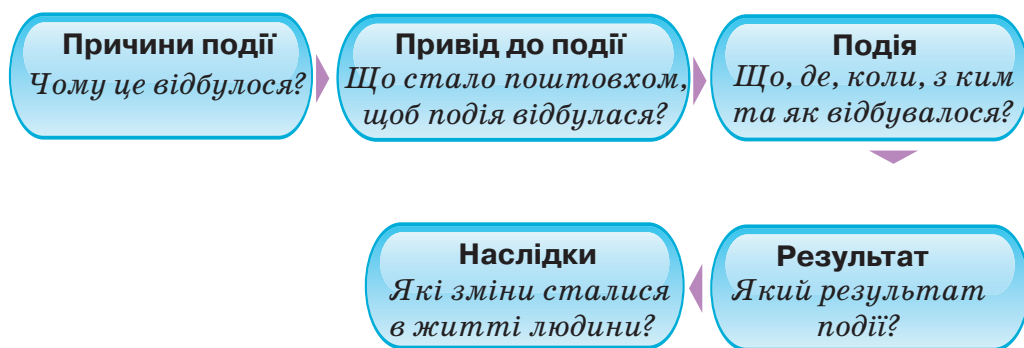 Причини події
Чому це відбулося?
Привід до події
Що стало поштовхом,
щоб подія відбулася?
Подія
Що, де, коли, з ким
та як відбувалося?
Результат
Який результат
події?
Наслідки
Які зміни сталися
в житті людини?